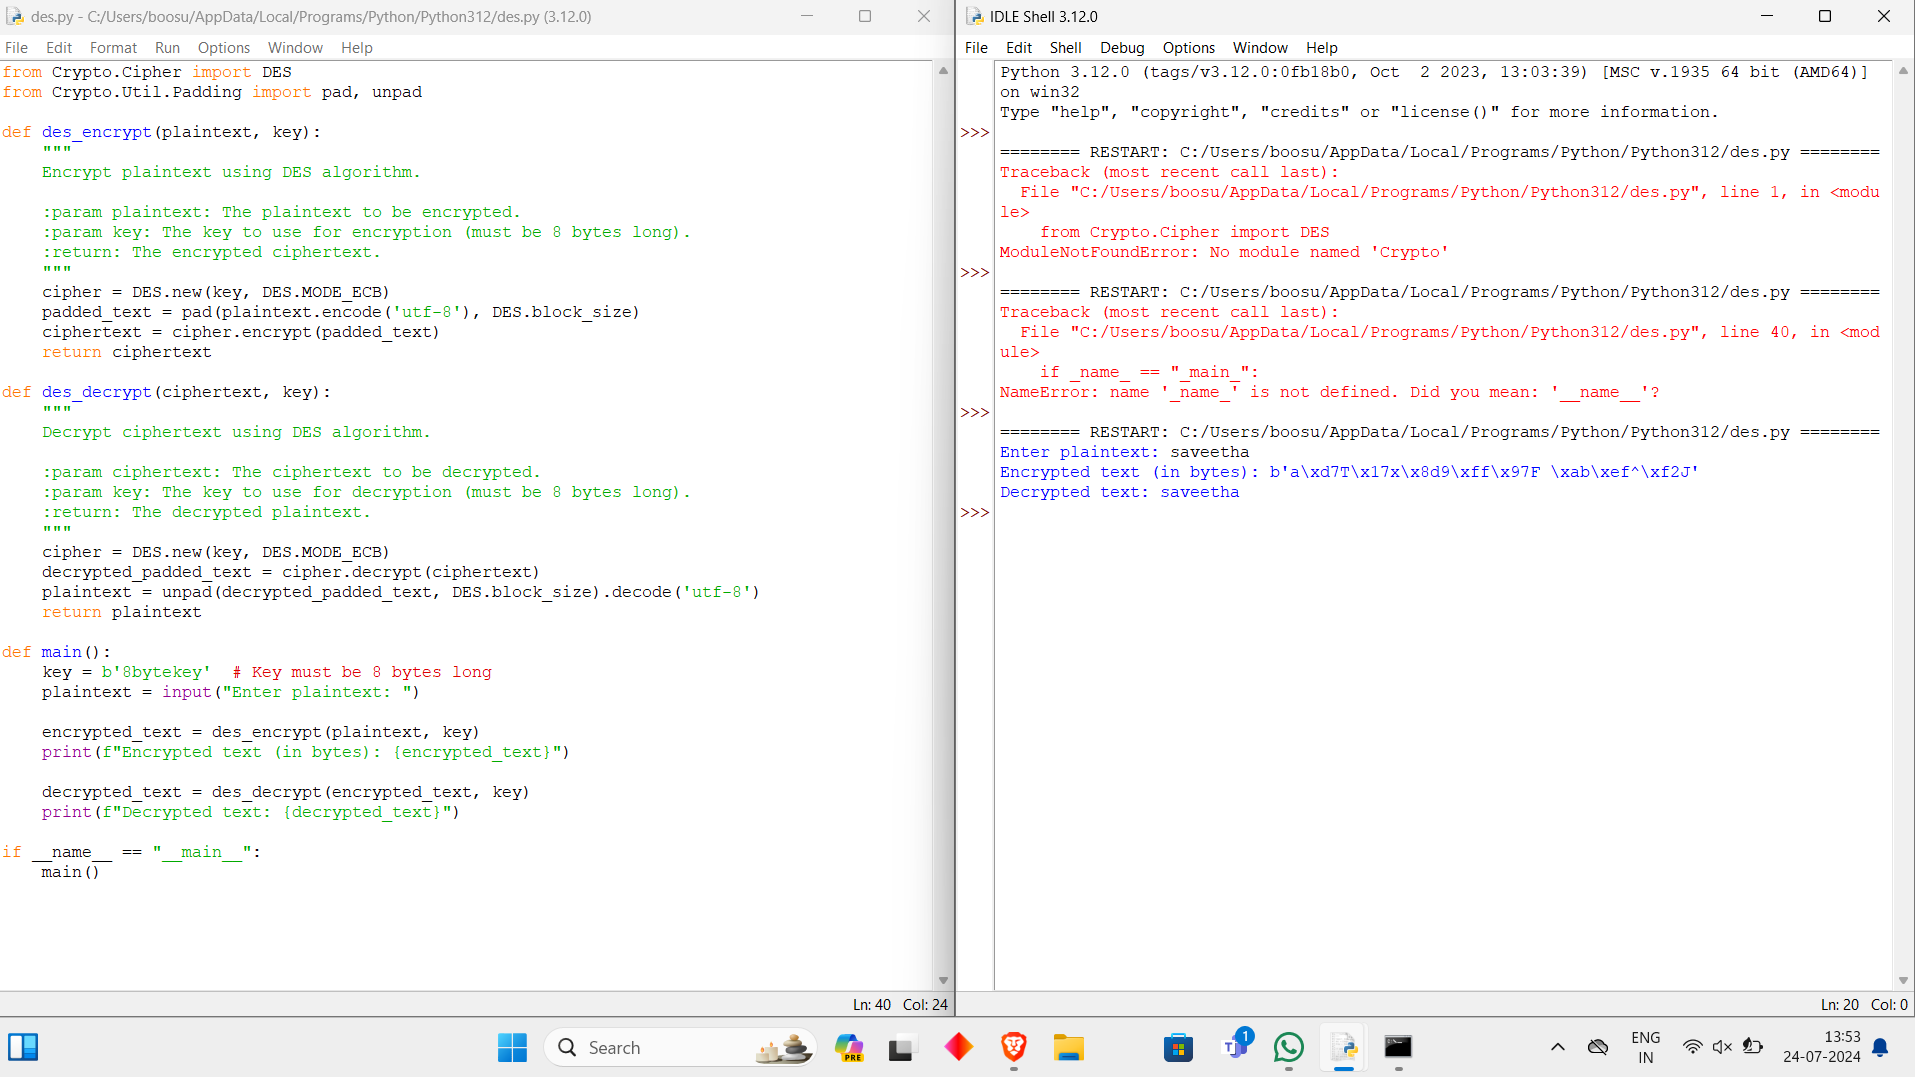 des.py - C:/Users/boosu/AppData/Local/Programs/Python/Python312/des.py (3.12.0)
File Edit Format Run Options Window Help
from Crypto.Cipher import DES
from Crypto.Util.Padding import pad, unpad
def des_encrypt(plaintext, key):
    """
    Encrypt plaintext using DES algorithm.
    :param plaintext: The plaintext to be encrypted.
    :param key: The key to use for encryption (must be 8 bytes long).
    :return: The encrypted ciphertext.
    """
    cipher = DES.new(key, DES.MODE_ECB)
    padded_text = pad(plaintext.encode('utf-8'), DES.block_size)
    ciphertext = cipher.encrypt(padded_text)
    return ciphertext
def des_decrypt(ciphertext, key):
    """
    Decrypt ciphertext using DES algorithm.
    :param ciphertext: The ciphertext to be decrypted.
    :param key: The key to use for decryption (must be 8 bytes long).
    :return: The decrypted plaintext.
    """
    cipher = DES.new(key, DES.MODE_ECB)
    decrypted_padded_text = cipher.decrypt(ciphertext)
    plaintext = unpad(decrypted_padded_text, DES.block_size).decode('utf-8')
    return plaintext
def main():
    key = b'8bytekey'  # Key must be 8 bytes long
    plaintext = input("Enter plaintext: ")
    encrypted_text = des_encrypt(plaintext, key)
    print(f"Encrypted text (in bytes): {encrypted_text}")
    decrypted_text = des_decrypt(encrypted_text, key)
    print(f"Decrypted text: {decrypted_text}")
if __name__ == "__main__":
    main()
Ln: 40 Col: 24
IDLE Shell 3.12.0
File Edit Shell Debug Options Window Help
Python 3.12.0 (tags/v3.12.0:0fb18b0, Oct  2 2023, 13:03:39) [MSC v.1935 64 bit (AMD64)]
on win32
Type "help", "copyright", "credits" or "license()" for more information.
>>>
======== RESTART: C:/Users/boosu/AppData/Local/Programs/Python/Python312/des.py ========
Traceback (most recent call last):
  File "C:/Users/boosu/AppData/Local/Programs/Python/Python312/des.py", line 1, in <modu
le>
    from Crypto.Cipher import DES
ModuleNotFoundError: No module named 'Crypto'
>>>
======== RESTART: C:/Users/boosu/AppData/Local/Programs/Python/Python312/des.py ========
Traceback (most recent call last):
  File "C:/Users/boosu/AppData/Local/Programs/Python/Python312/des.py", line 40, in <mod
ule>
    if _name_ == "_main_":
NameError: name '_name_' is not defined. Did you mean: '__name__'?
>>>
======== RESTART: C:/Users/boosu/AppData/Local/Programs/Python/Python312/des.py ========
Enter plaintext: saveetha
Encrypted text (in bytes): b'a\xd7T\x17x\x8d9\xff\x97F \xab\xef^\xf2J'
Decrypted text: saveetha
>>>
Ln: 20 Col: 0
Search
PRE
T
1
ENG
IN
13:53
24-07-2024